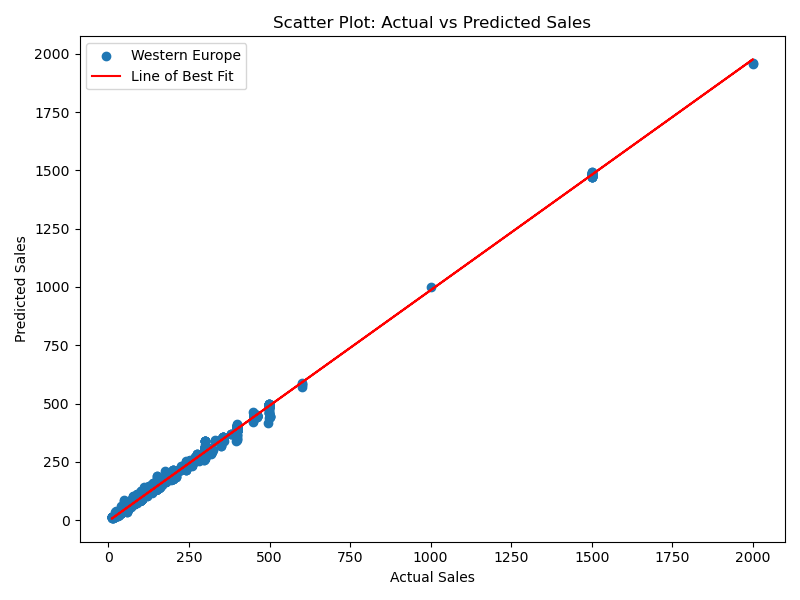 Scatter Plot: Actual vs Predicted Sales
Western Europe
Line of Best Fit
2000
1750
1500
1250
1000
750
500
250
0
Predicted Sales
0 250 500 750 1000 1250 1500 1750 2000
Actual Sales